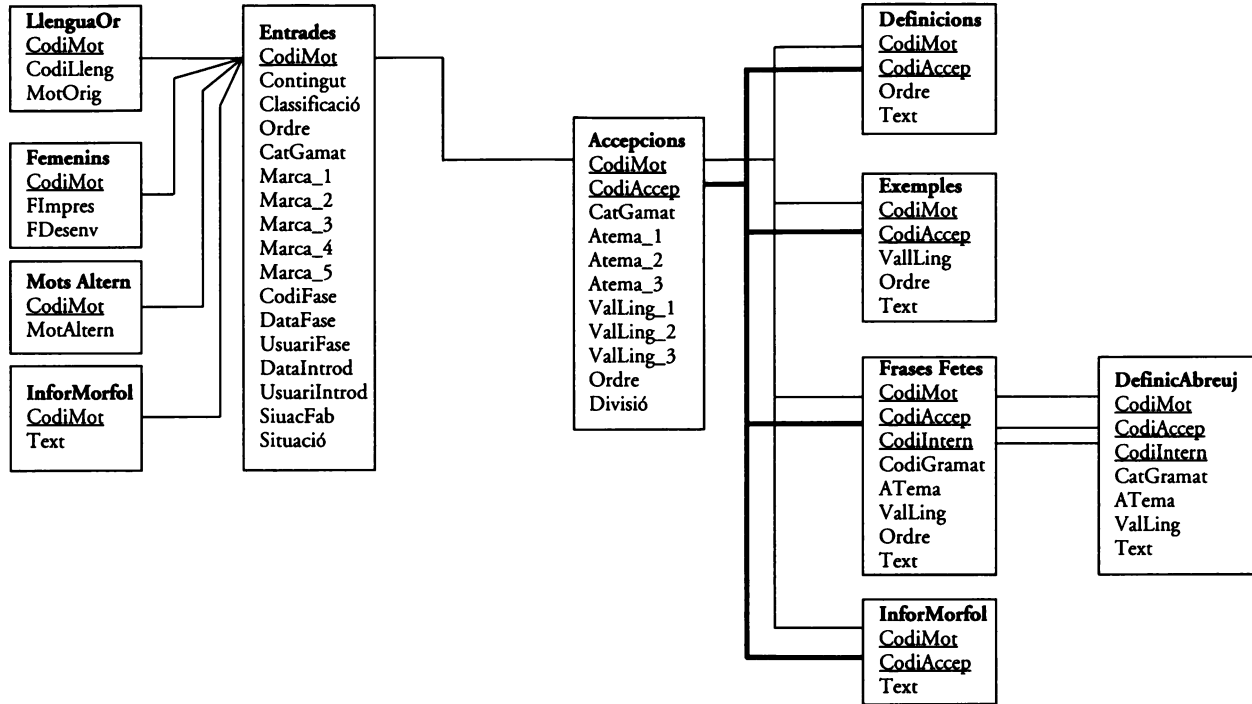 LlenguaOr
CodiMot
CodiLleng
MotOrig
Femenins
CodiMot
FImpres
FDesenv
Mots Altern
CodiMot
MotAltern
InforMorfol
CodiMot
Text
Entrades
CodiMot
Contingut
Classificació
Ordre
CatGamat
Marca_1
Marca_2
Marca_3
Marca_4
Marca_5
CodiFase
DataFase
UsuariFase
DataIntrod
UsuariIntrod
SiuacFab
Situació
Accepcions
CodiMot
CodiAccep
CatGamat
Atema_1
Atema_2
Atema_3
ValLing_1
ValLing_2
ValLing_3
Ordre
Divisió
Definicions
CodiMot
CodiAccep
Ordre
Text
Exemples
CodiMot
CodiAccep
VallLing
Ordre
Text
Frases Fetes
CodiMot
CodiAccep
CodiIntern
CodiGramat
ATema
ValLing
Ordre
Text
DefinicAbreuj
CodiMot
CodiAccep
CodiIntern
CatGramat
ATema
ValLing
Text
InforMorfol
CodiMot
CodiAccep
Text